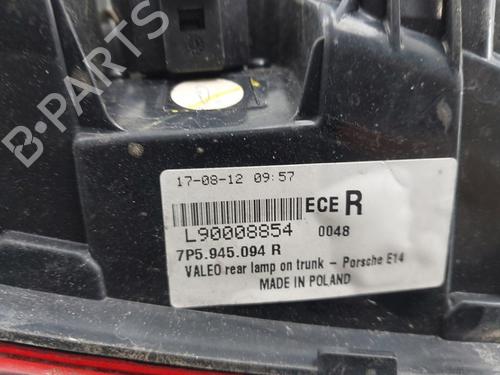 B-PARTS
17-08-12 09:57
ECE R
L90008854 0048
7P5.945.094 R
VALEO rear lamp on trunk - Porsche E14
MADE IN POLAND